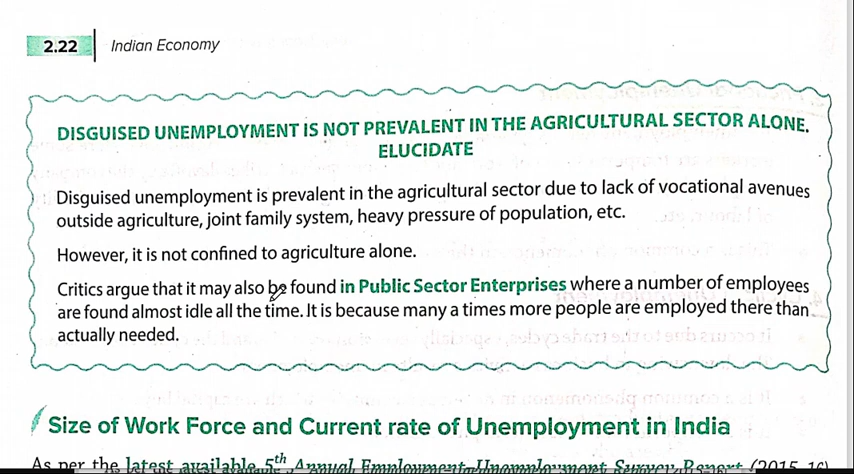 2.22 Indian Economy
DISGUISED UNEMPLOYMENT IS NOT PREVALENT IN THE AGRICULTURAL SECTOR ALONE.
ELUCIDATE
Disguised unemployment is prevalent in the agricultural sector due to lack of vocational avenues
outside agriculture, joint family system, heavy pressure of population, etc.
However, it is not confined to agriculture alone.
Critics argue that it may also be found in Public Sector Enterprises where a number of employees
are found almost idle all the time. It is because many a times more people are employed there than
actually needed.
Size of Work Force and Current rate of Unemployment in India
As per the latest available 5th Annual Employment-Unemployment Survey Report (2015-16)